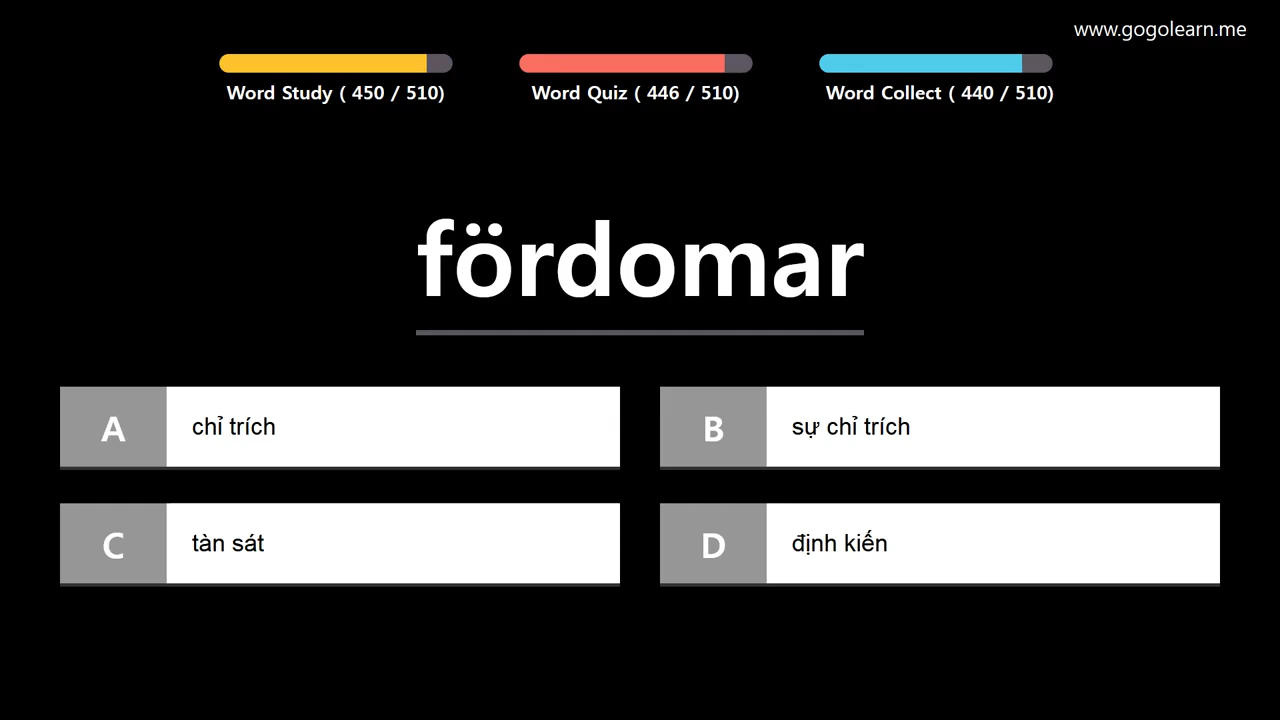 www.gogolearn.me
Word Study ( 450 / 510)
Word Quiz ( 446 / 510)
Word Collect ( 440 / 510)
fördomar
A chỉ trích
B sự chỉ trích
C tàn sát
D định kiến